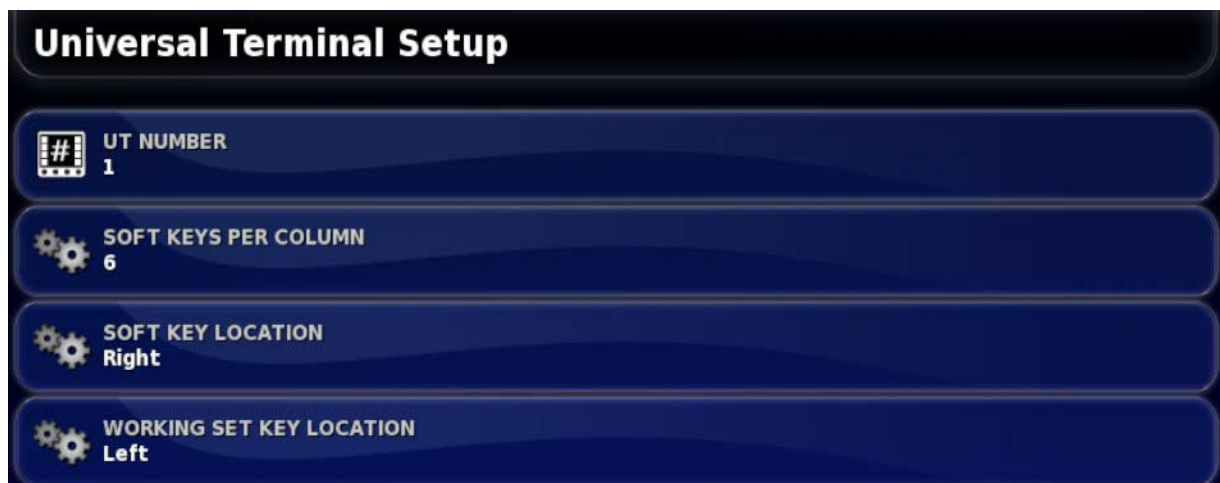 Universal Terminal Setup
#
UT NUMBER
1
SOFT KEYS PER COLUMN
6
SOFT KEY LOCATION
Right
WORKING SET KEY LOCATION
Left